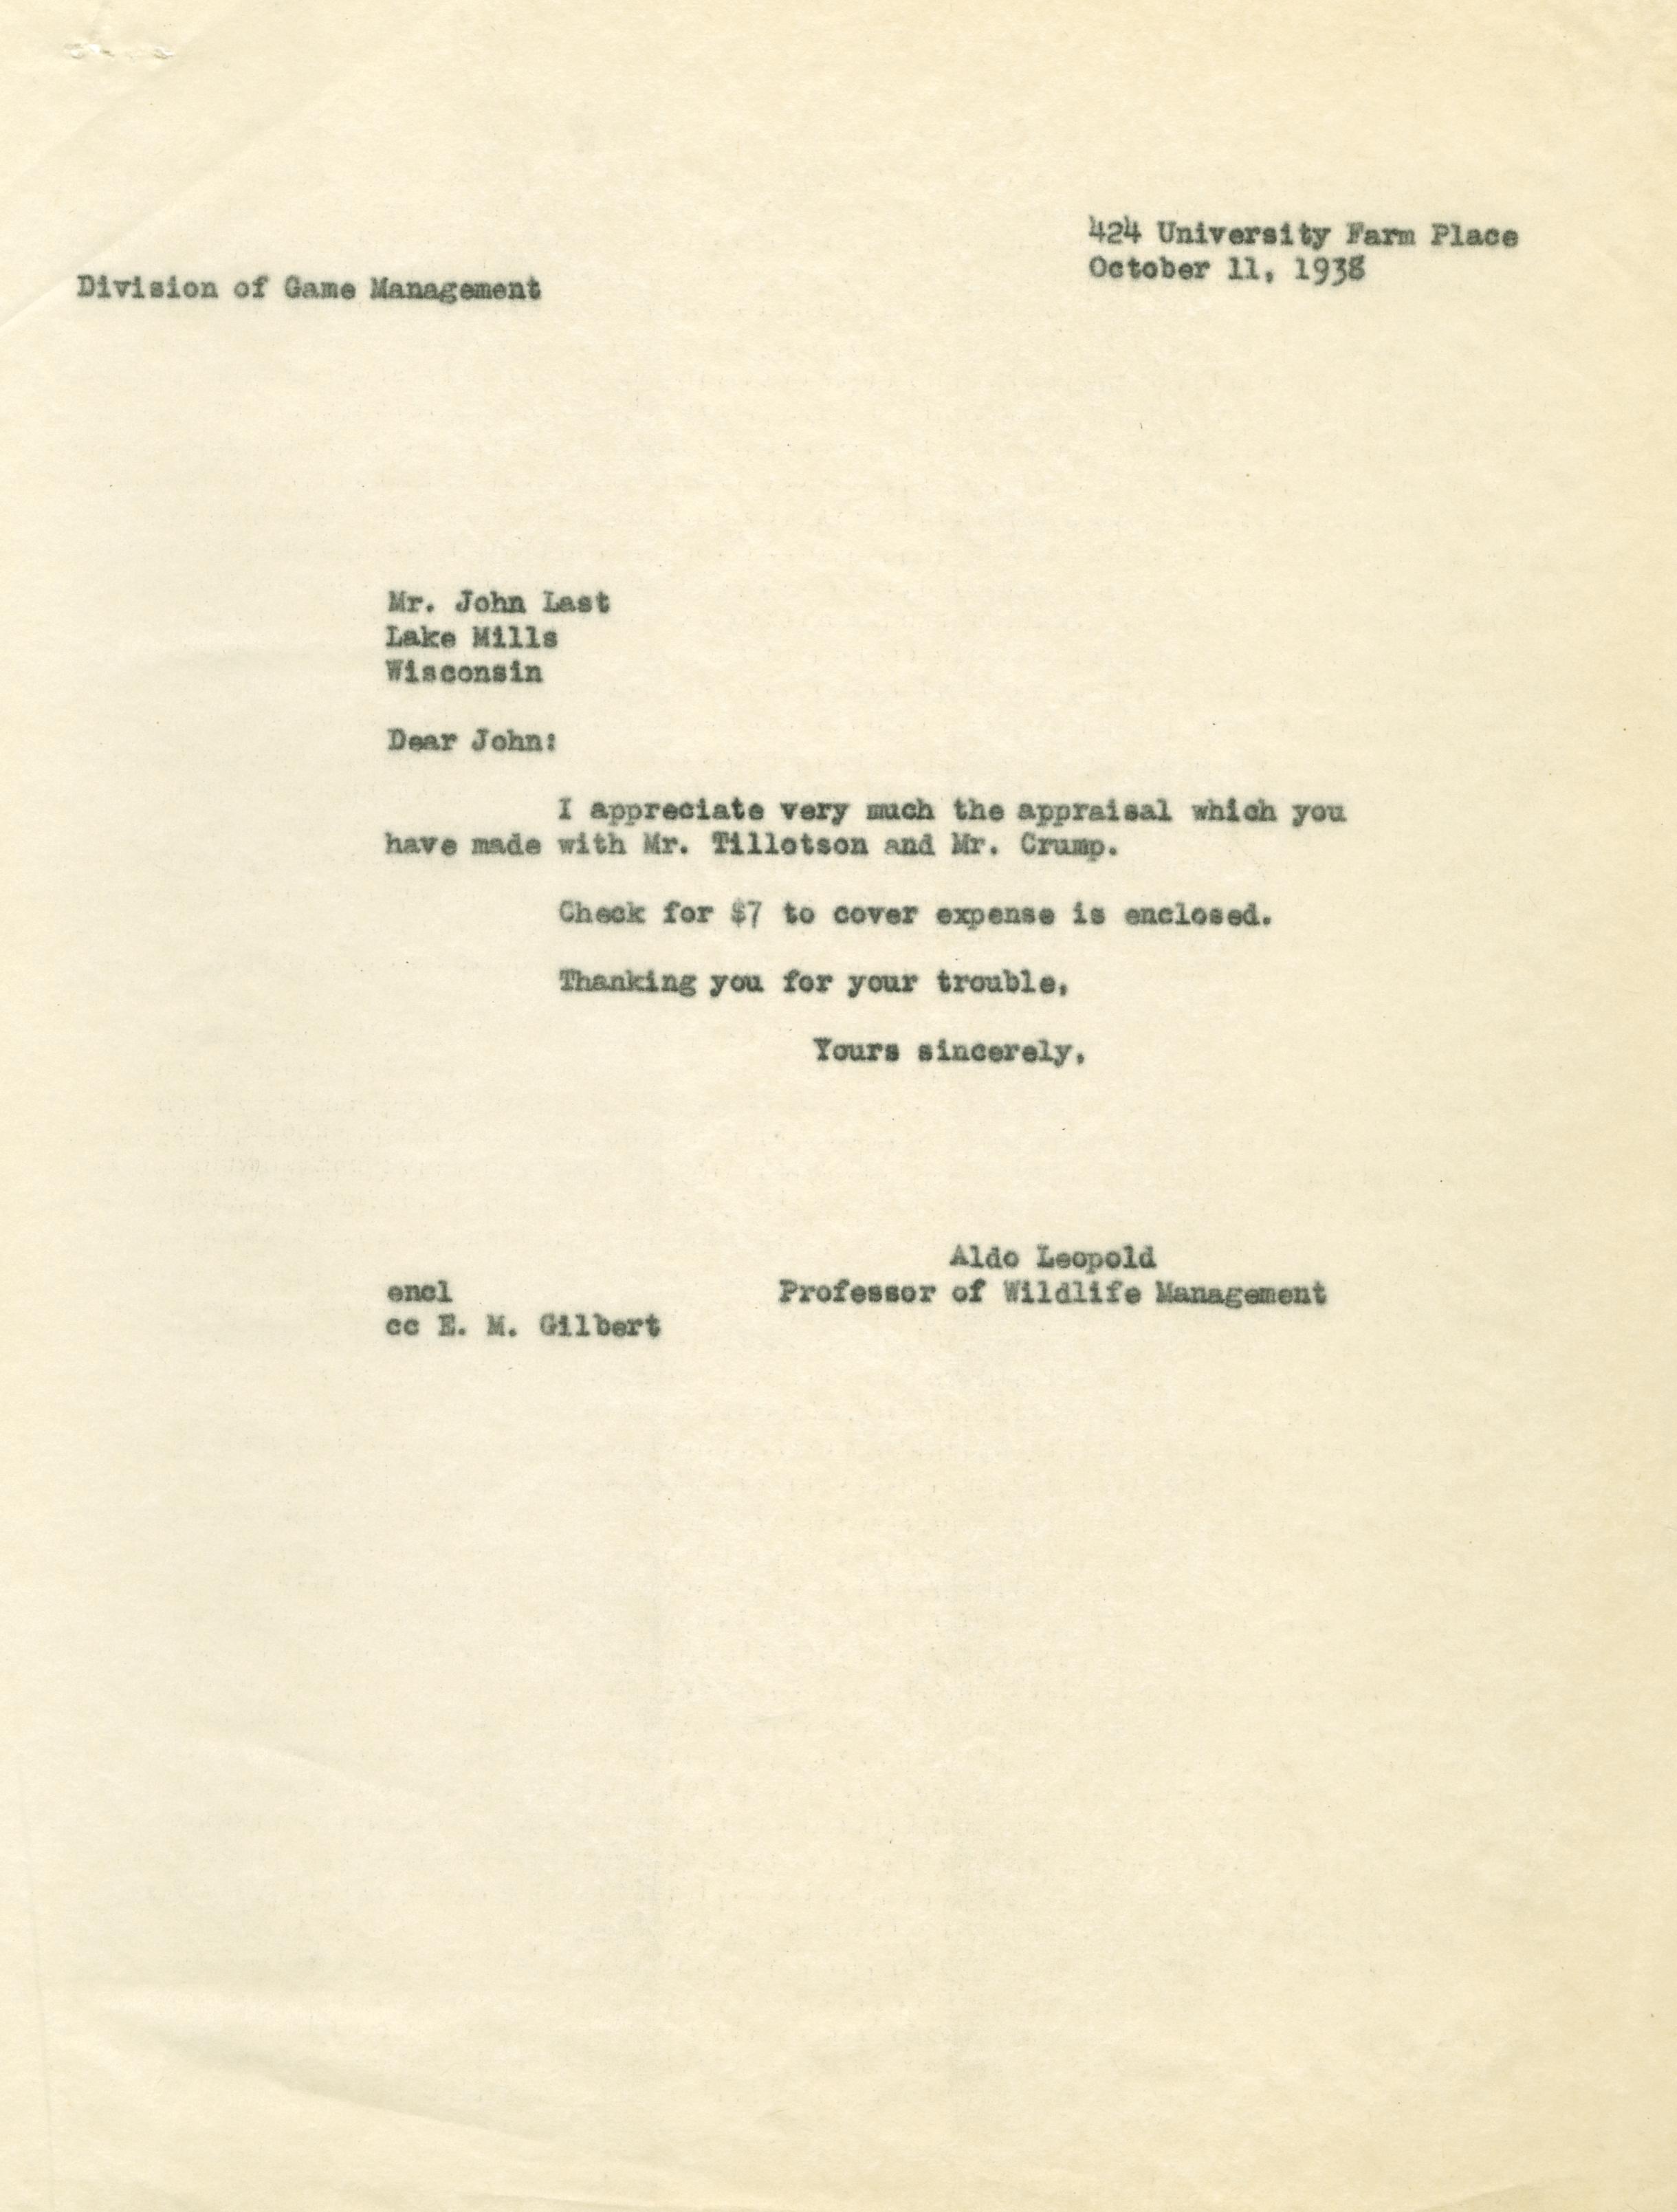 424 University Farm Place
October 11, 1938
Division of Game Management
Mr. John Last
Lake Mills
Wisconsin
Dear John:
I appreciate very much the appraisal which you
have made with Mr. Tillotson and Mr. Crump.
Check for $7 to cover expense is enclosed.
Thanking you for your trouble,
Yours sincerely,
Aldo Leopold
encl Professor of Wildlife Management
cc E. M. Gilbert